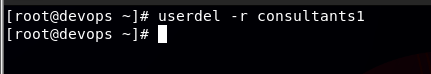 [root@devops ~]# userdel -r consultants1
[root@devops ~]#